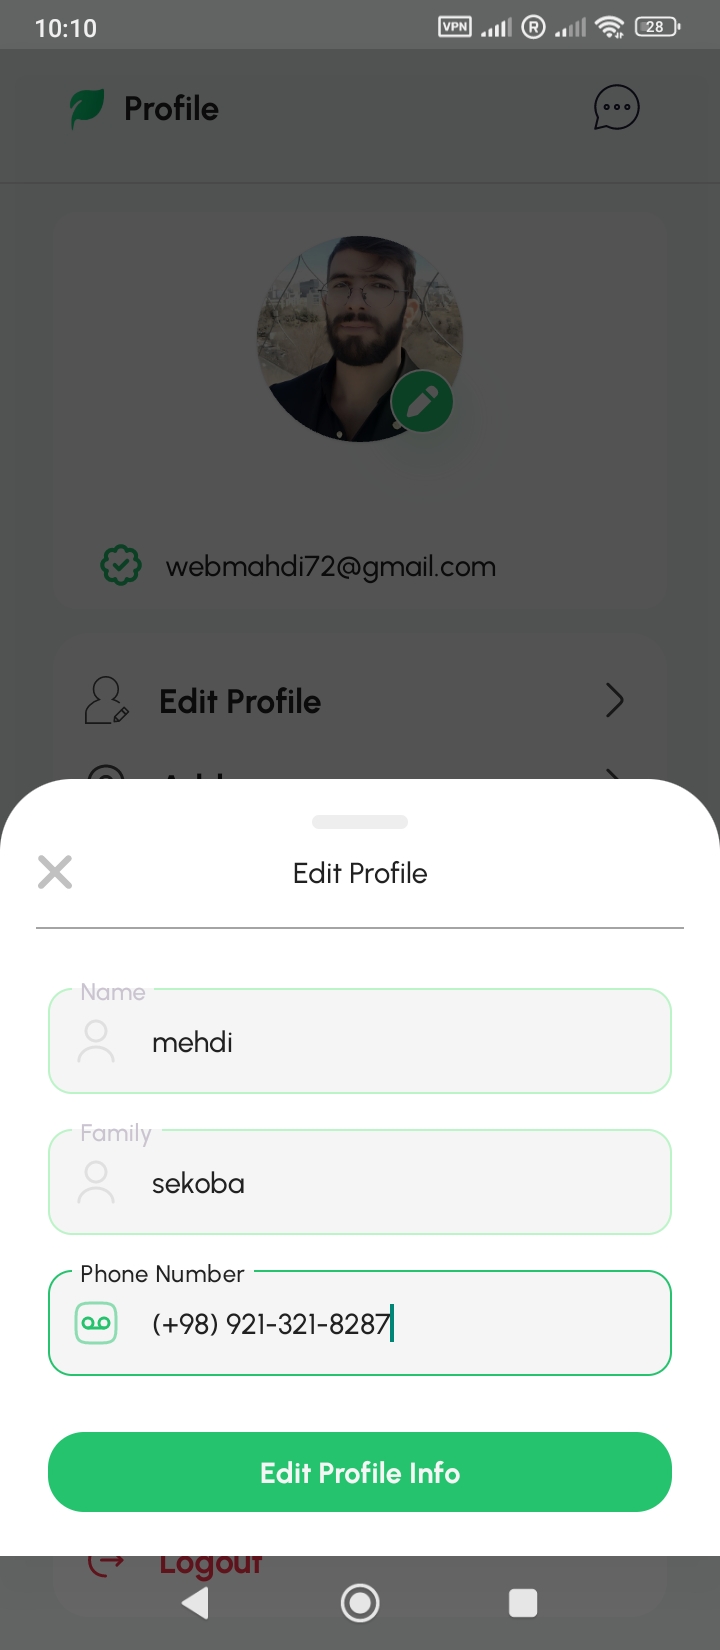 10:10
VPN R 28
Profile
webmahdi72@gmail.com
Edit Profile
Edit Profile
Name
mehdi
Family
sekoba
Phone Number
(+98) 921-321-8287
Edit Profile Info
Logout